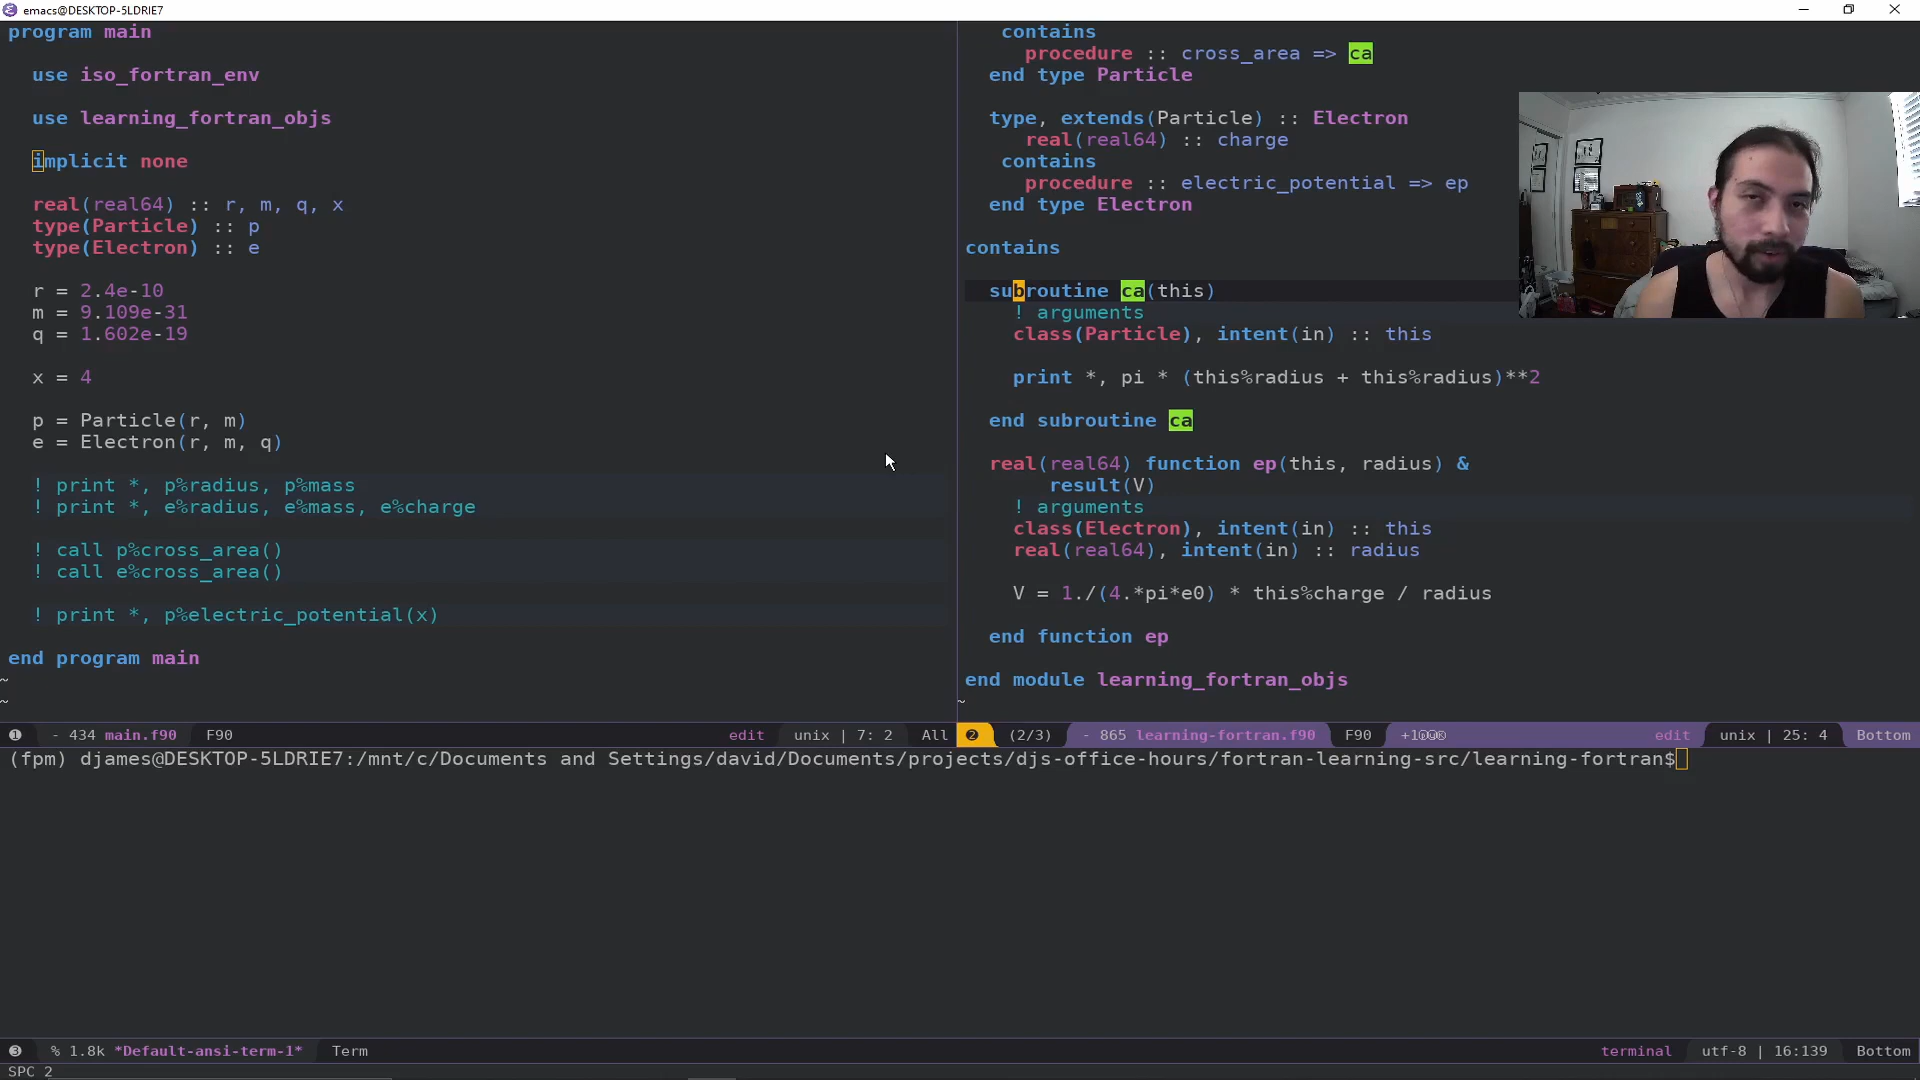 emacs@DESKTOP-5LDRIE7
program main
use iso_fortran_env
use learning_fortran_objs
implicit none
real(real64) :: r, m, q, x
type(Particle) :: p
type(Electron) :: e
r = 2.4e-10
m = 9.109e-31
q = 1.602e-19
x = 4
p = Particle(r, m)
e = Electron(r, m, q)
! print *, p%radius, p%mass
! print *, e%radius, e%mass, e%charge
! call p%cross_area()
! call e%cross_area()
! print *, p%electric_potential(x)
end program main
~
~
❶ - 434 main.f90 F90 edit unix | 7: 2 All
contains
procedure :: cross_area => ca
end type Particle
type, extends(Particle) :: Electron
real(real64) :: charge
contains
procedure :: electric_potential => ep
end type Electron
contains
subroutine ca(this)
! arguments
class(Particle), intent(in) :: this
print *, pi * (this%radius + this%radius)**2
end subroutine ca
real(real64) function ep(this, radius) &
result(V)
! arguments
class(Electron), intent(in) :: this
real(real64), intent(in) :: radius
V = 1./(4.*pi*e0) * this%charge / radius
end function ep
end module learning_fortran_objs
~
❷ (2/3) - 865 learning-fortran.f90 F90 edit unix | 25: 4 Bottom
(fpm) djames@DESKTOP-5LDRIE7:/mnt/c/Documents and Settings/david/Documents/projects/djs-office-hours/fortran-learning-src/learning-fortran$
❸ % 1.8k *Default-ansi-term-1* Term terminal utf-8 | 16:139 Bottom
SPC 2